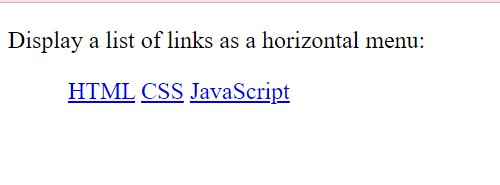 Display a list of links as a horizontal menu:
HTML CSS JavaScript